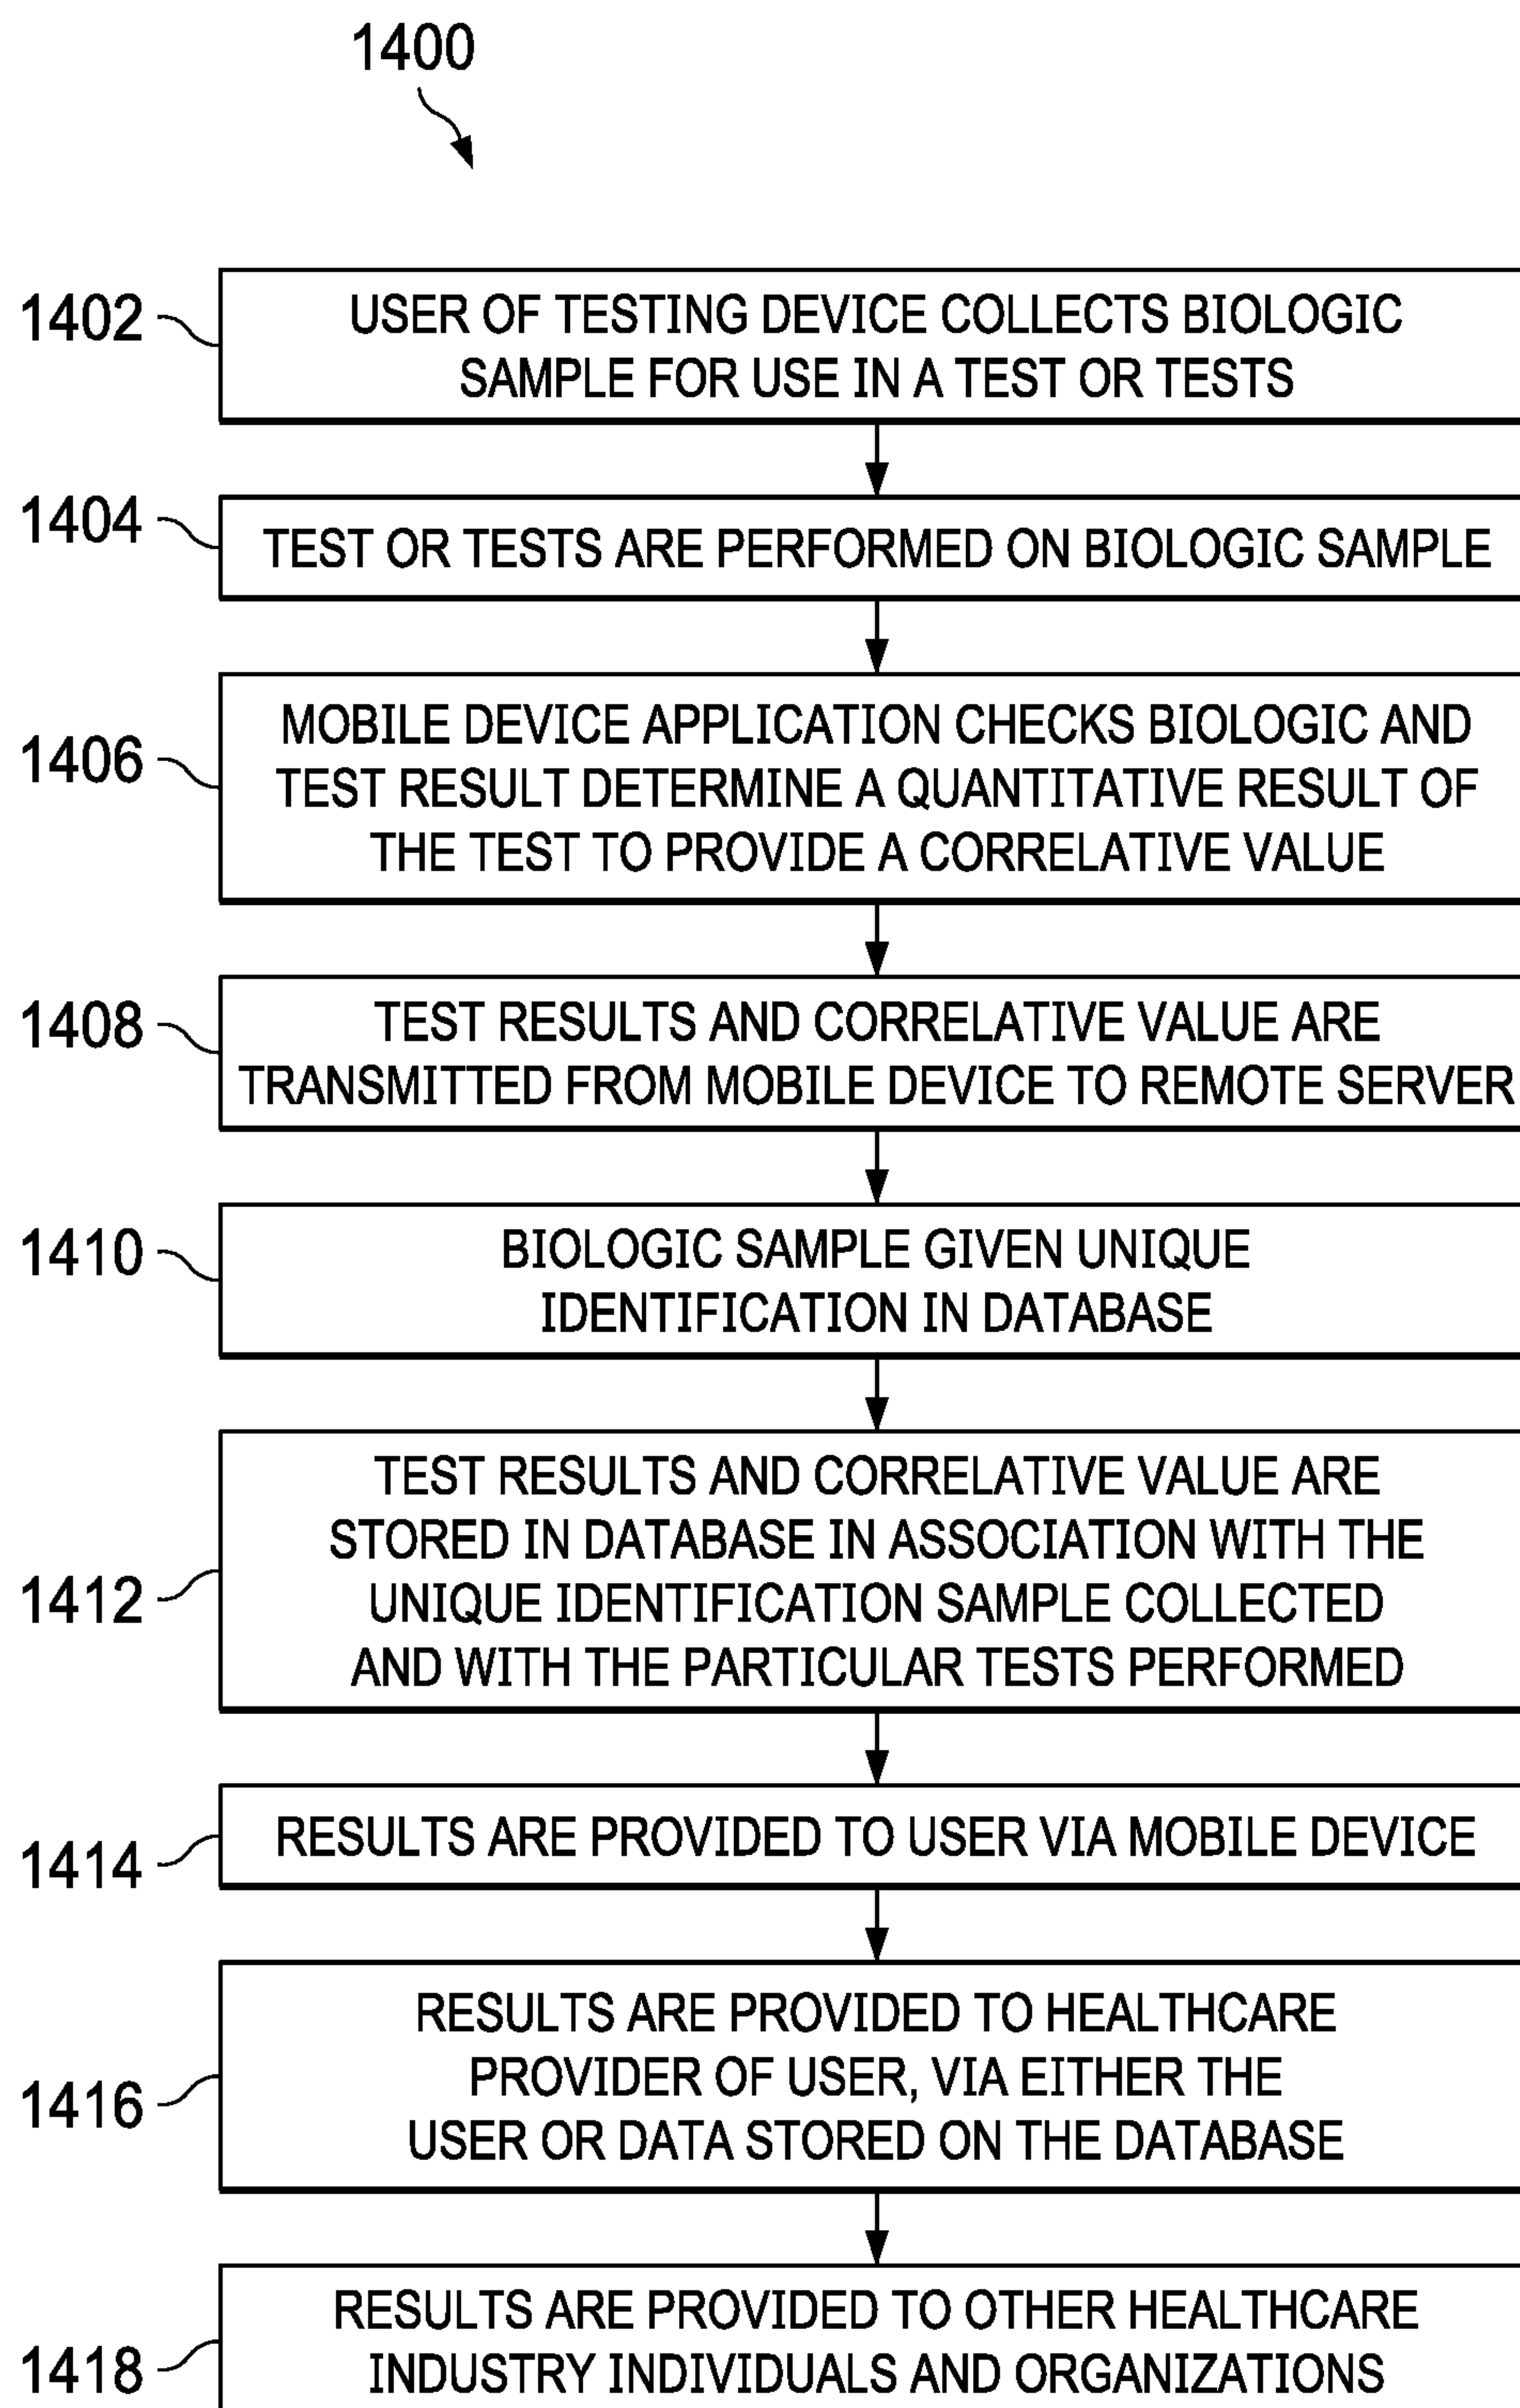 1400
1402
USER OF TESTING DEVICE COLLECTS BIOLOGIC
SAMPLE FOR USE IN A TEST OR TESTS
1404
TEST OR TESTS ARE PERFORMED ON BIOLOGIC SAMPLE
1406
MOBILE DEVICE APPLICATION CHECKS BIOLOGIC AND
TEST RESULT DETERMINE A QUANTITATIVE RESULT OF
THE TEST TO PROVIDE A CORRELATIVE VALUE
1408
TEST RESULTS AND CORRELATIVE VALUE ARE
TRANSMITTED FROM MOBILE DEVICE TO REMOTE SERVER
1410
BIOLOGIC SAMPLE GIVEN UNIQUE
IDENTIFICATION IN DATABASE
1412
TEST RESULTS AND CORRELATIVE VALUE ARE
STORED IN DATABASE IN ASSOCIATION WITH THE
UNIQUE IDENTIFICATION SAMPLE COLLECTED
AND WITH THE PARTICULAR TESTS PERFORMED
1414
RESULTS ARE PROVIDED TO USER VIA MOBILE DEVICE
1416
RESULTS ARE PROVIDED TO HEALTHCARE
PROVIDER OF USER, VIA EITHER THE
USER OR DATA STORED ON THE DATABASE
1418
RESULTS ARE PROVIDED TO OTHER HEALTHCARE
INDUSTRY INDIVIDUALS AND ORGANIZATIONS